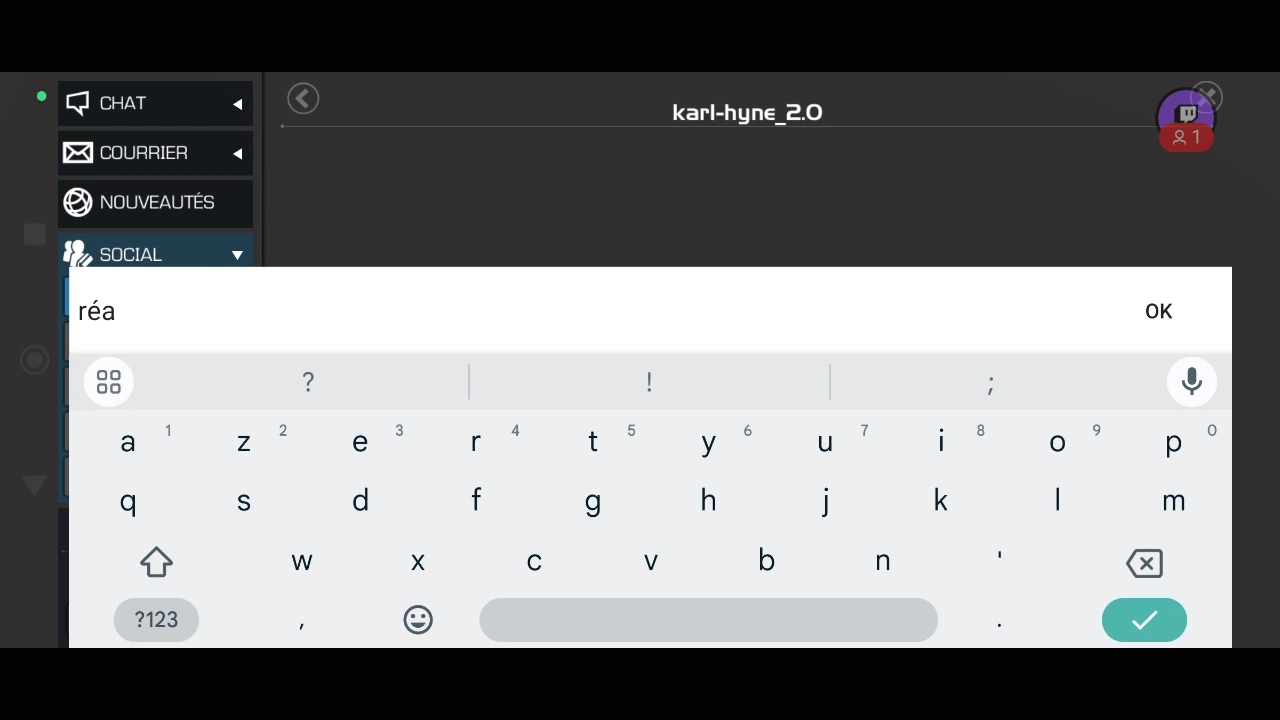 CHAT
COURRIER
NOUVEAUTÉS
SOCIAL
karl-hyne_2.0
1
réa
OK
? ! ;
a 1 z 2 e 3 r 4 t 5 y 6 u 7 i 8 o 9 p 0
q s d f g h j k l m
w x c v b n '
?123 , .